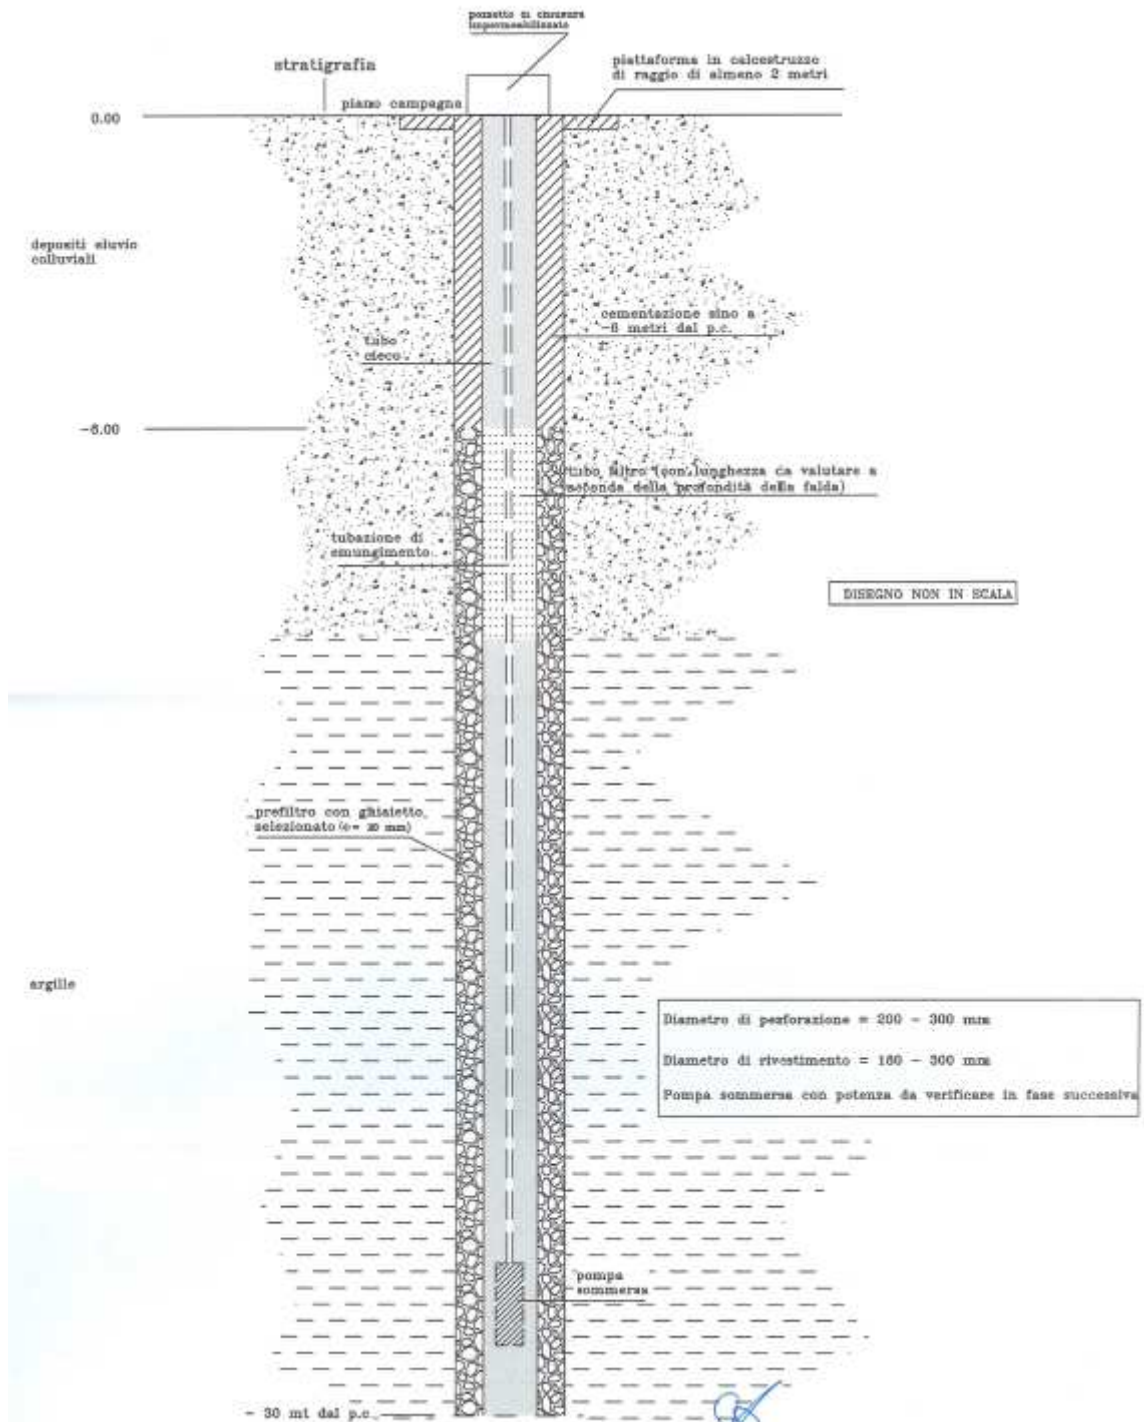 pozzetto di chiusura
impermeabilizzato
stratigrafia
piattaforma in calcestruzzo
di raggio di almeno 2 metri
piano campagna
0.00
depositi eluvio
colluviali
cementazione sino a
-6 metri dal p.c.
tubo
cieco
-6.00
tubo filtro (con lunghezza da valutare a
seconda della profondità della falda)
tubazione di
emungimento
DISEGNO NON IN SCALA
prefiltro con ghiaietto
selezionato
argille
Diametro di perforazione = 200 - 300 mm
Diametro di rivestimento = 180 - 300 mm
Pompa sommersa con potenza da verificare in fase successiva
pompa
sommersa
- 30 mt dal p.c.